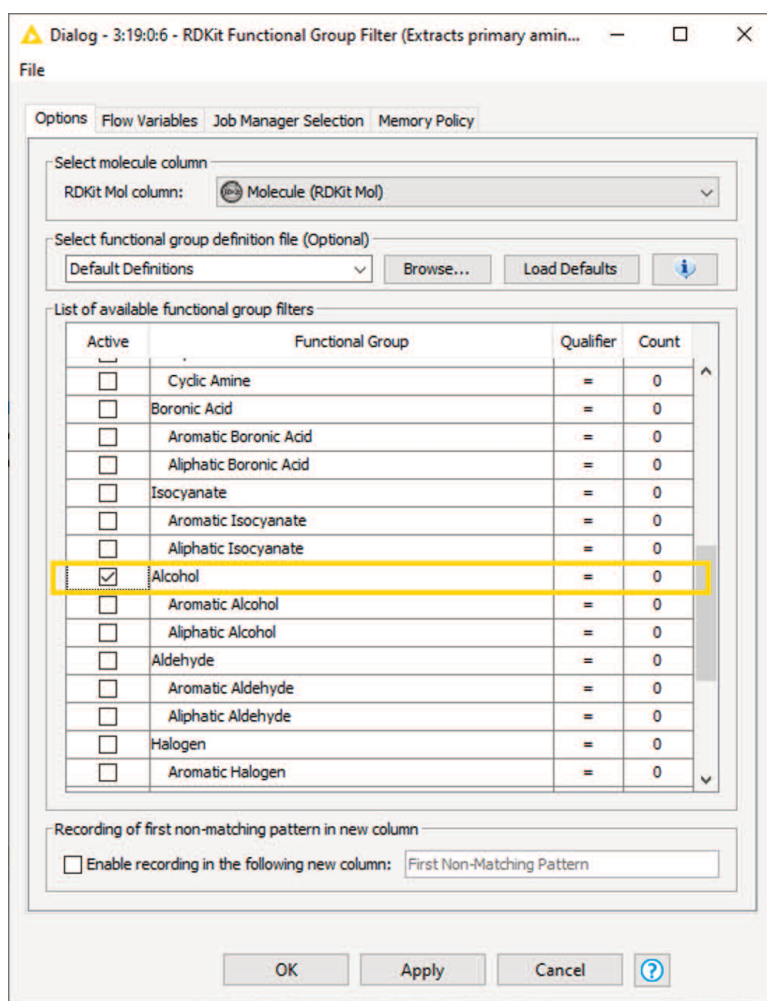 Dialog - 3:19:0:6 - RDKit Functional Group Filter (Extracts primary amin...
File
Options Flow Variables Job Manager Selection Memory Policy
Select molecule column
RDKit Mol column: Molecule (RDKit Mol)
Select functional group definition file (Optional)
Default Definitions Browse... Load Defaults
List of available functional group filters
Active Functional Group Qualifier Count
Cyclic Amine = 0
Boronic Acid = 0
Aromatic Boronic Acid = 0
Aliphatic Boronic Acid = 0
Isocyanate = 0
Aromatic Isocyanate = 0
Aliphatic Isocyanate = 0
Alcohol = 0
Aromatic Alcohol = 0
Aliphatic Alcohol = 0
Aldehyde = 0
Aromatic Aldehyde = 0
Aliphatic Aldehyde = 0
Halogen = 0
Aromatic Halogen = 0
Recording of first non-matching pattern in new column
Enable recording in the following new column: First Non-Matching Pattern
OK Apply Cancel ?